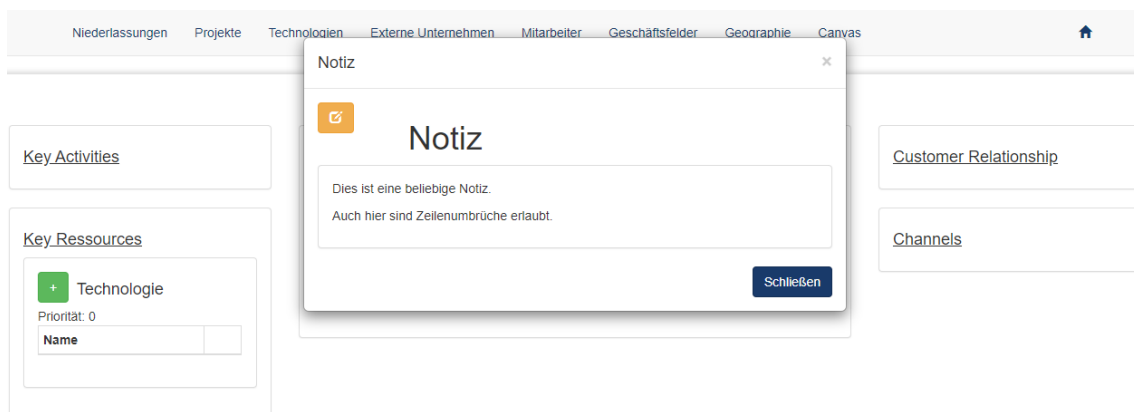 Niederlassungen Projekte Technologien Externe Unternehmen Mitarbeiter Geschäftsfelder Geographie Canvas
Notiz ×
Notiz
Dies ist eine beliebige Notiz.
Auch hier sind Zeilenumbrüche erlaubt.
Schließen
Key Activities
Key Ressources
+ Technologie
Priorität: 0
Name
Customer Relationship
Channels